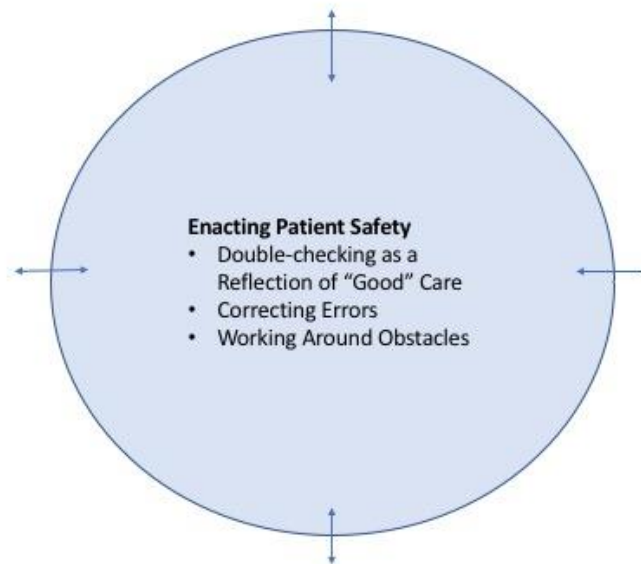 Enacting Patient Safety
• Double-checking as a
Reflection of “Good” Care
• Correcting Errors
• Working Around Obstacles